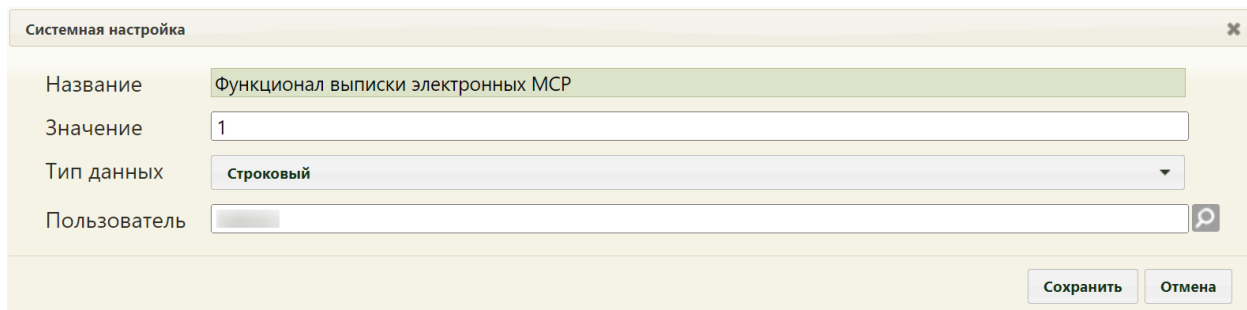 Системная настройка
Название Функционал выписки электронных МСР
Значение 1
Тип данных Строковый
Пользователь
Сохранить Отмена